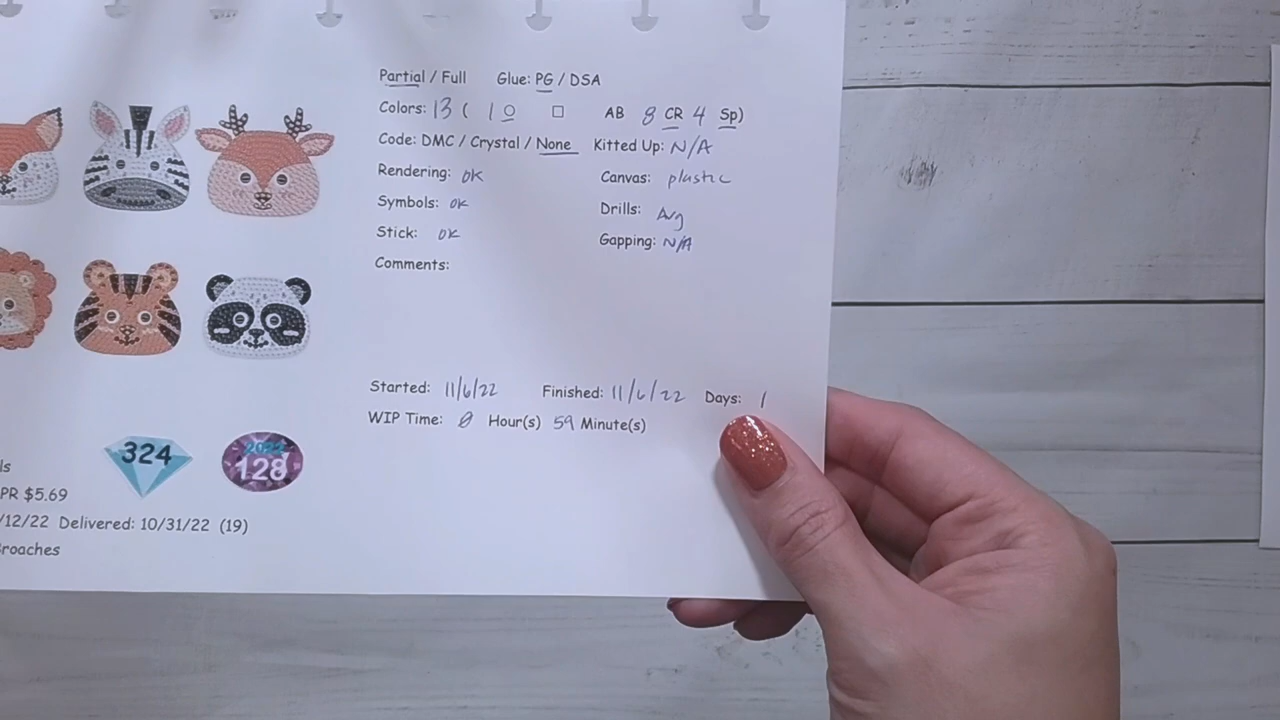 Partial / Full Glue: PG / DSA
Colors: 13 ( 1 ○ □ AB 8 CR 4 Sp)
Code: DMC / Crystal / None Kitted Up: N/A
Rendering: OK Canvas: plastic
Symbols: OK Drills: Avg
Stick: OK Gapping: N/A
Comments:
Started: 11/6/22 Finished: 11/6/22 Days: 1
WIP Time: 0 Hour(s) 59 Minute(s)
324
2022
128
ls
PR $5.69
/12/22 Delivered: 10/31/22 (19)
Broaches